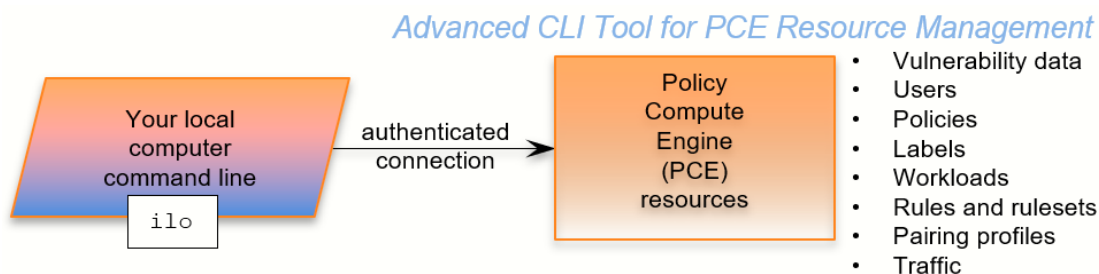 Advanced CLI Tool for PCE Resource Management
Your local
computer
command line
ilo
authenticated
connection
Policy
Compute
Engine
(PCE)
resources
• Vulnerability data
• Users
• Policies
• Labels
• Workloads
• Rules and rulesets
• Pairing profiles
• Traffic